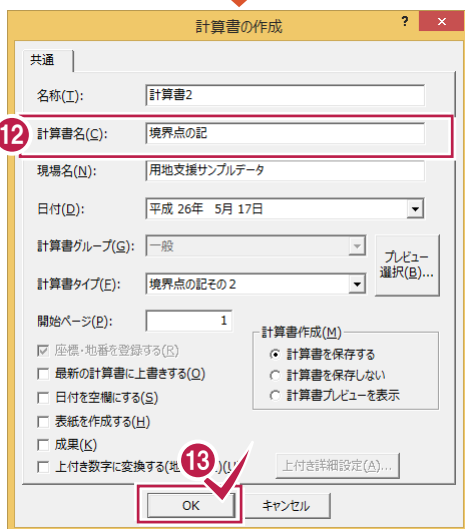 計算書の作成
? ×
共通
名称(T): 計算書2
12 計算書名(C): 境界点の記
現場名(N): 用地支援サンプルデータ
日付(D): 平成 26年 5月 17日
計算書グループ(G): 一般
プレビュー
選択(B)...
計算書タイプ(F): 境界点の記その2
開始ページ(P): 1
計算書作成(M)
座標・地番を登録する(R)
計算書を保存する
最新の計算書に上書きする(O)
計算書を保存しない
日付を空欄にする(S)
計算書プレビューを表示
表紙を作成する(H)
成果(K)
13
上付き数字に変換する(地
上付き詳細設定(A)...
OK キャンセル